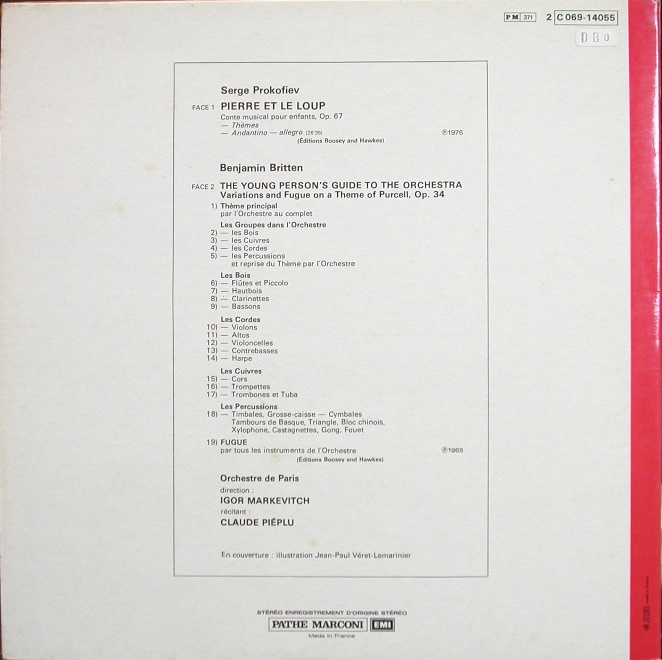 PM 371 2 C 069-14055
D 8 0
Serge Prokofiev
FACE 1 PIERRE ET LE LOUP
Conte musical pour enfants, Op. 67
— Thèmes
— Andantino — allegro (26'35)
(Éditions Boosey and Hawkes) ℗1976
Benjamin Britten
FACE 2 THE YOUNG PERSON'S GUIDE TO THE ORCHESTRA
Variations and Fugue on a Theme of Purcell, Op. 34
1) Thème principal
par l'Orchestre au complet
Les Groupes dans l'Orchestre
2) — les Bois
3) — les Cuivres
4) — les Cordes
5) — les Percussions
et reprise du Thème par l'Orchestre
Les Bois
6) — Flûtes et Piccolo
7) — Hautbois
8) — Clarinettes
9) — Bassons
Les Cordes
10) — Violons
11) — Altos
12) — Violoncelles
13) — Contrebasses
14) — Harpe
Les Cuivres
15) — Cors
16) — Trompettes
17) — Trombones et Tuba
Les Percussions
18) — Timbales, Grosse-caisse — Cymbales
Tambours de Basque, Triangle, Bloc chinois,
Xylophone, Castagnettes, Gong, Fouet
19) FUGUE
par tous les instruments de l'Orchestre ℗1969
(Éditions Boosey and Hawkes)
Orchestre de Paris
direction :
IGOR MARKEVITCH
récitant :
CLAUDE PIÉPLU
En couverture : illustration Jean-Paul Véret-Lemarinier
STÉRÉO ENREGISTREMENT D'ORIGINE STÉRÉO
PATHE MARCONI EMI
Made in France